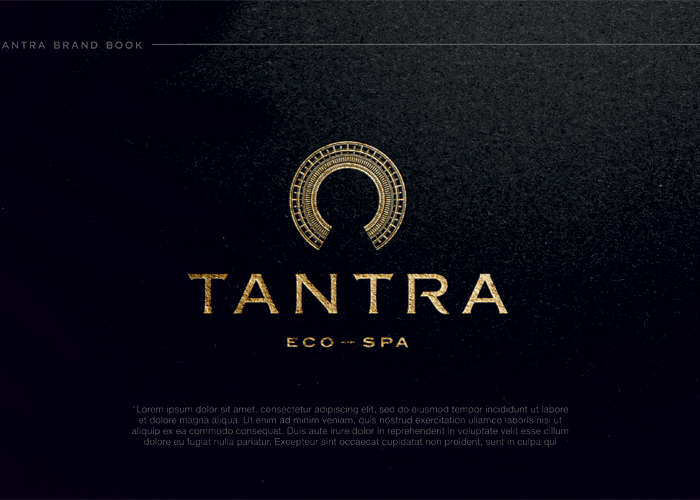 ANTRA BRAND BOOK
TANTRA
ECO SPA
"Lorem ipsum dolor sit amet, consectetur adipiscing elit, sed do eiusmod tempor incididunt ut labore
et dolore magna aliqua. Ut enim ad minim veniam, quis nostrud exercitation ullamco laboris nisi ut
aliquip ex ea commodo consequat. Duis aute irure dolor in reprehenderit in voluptate velit esse cillum
dolore eu fugiat nulla pariatur. Excepteur sint occaecat cupidatat non proident, sunt in culpa qui